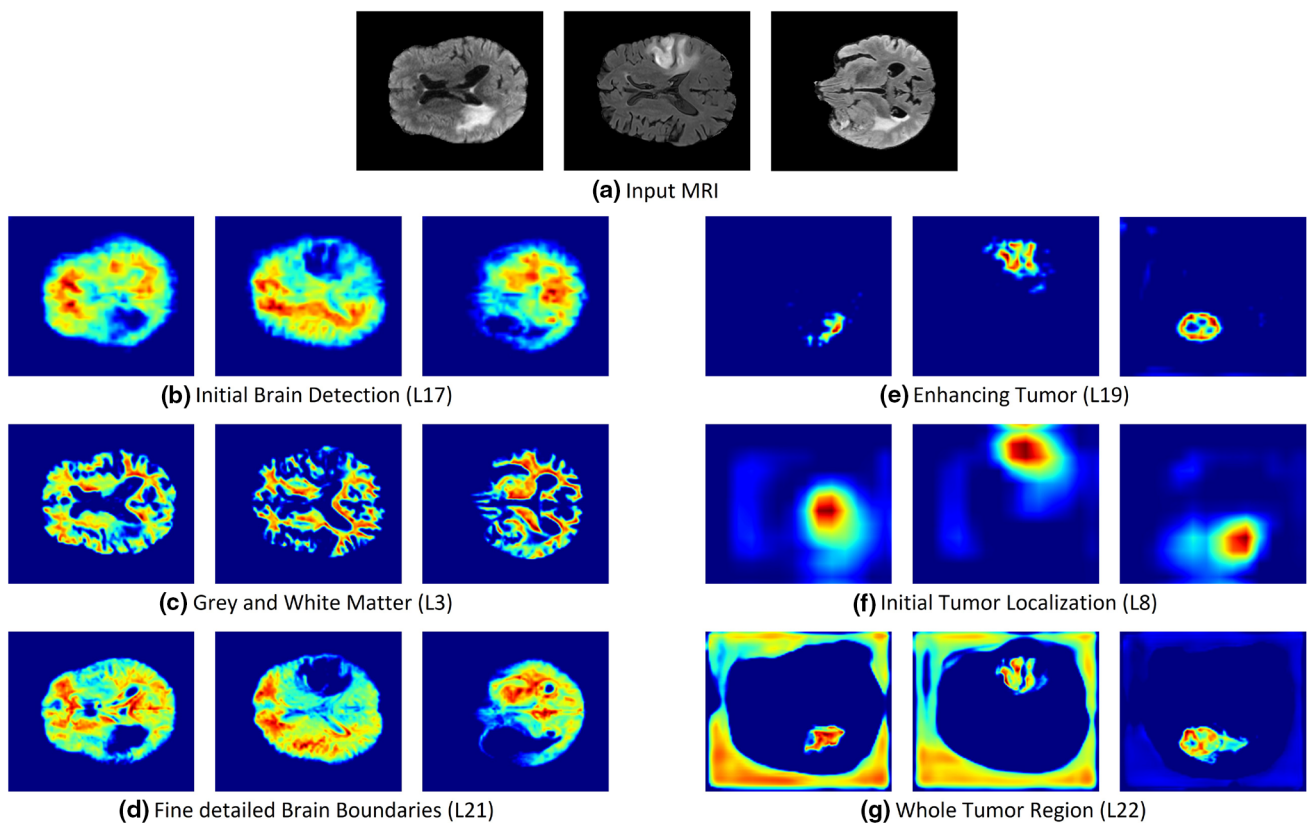 (a) Input MRI
(b) Initial Brain Detection (L17)
(e) Enhancing Tumor (L19)
(c) Grey and White Matter (L3)
(f) Initial Tumor Localization (L8)
(d) Fine detailed Brain Boundaries (L21)
(g) Whole Tumor Region (L22)